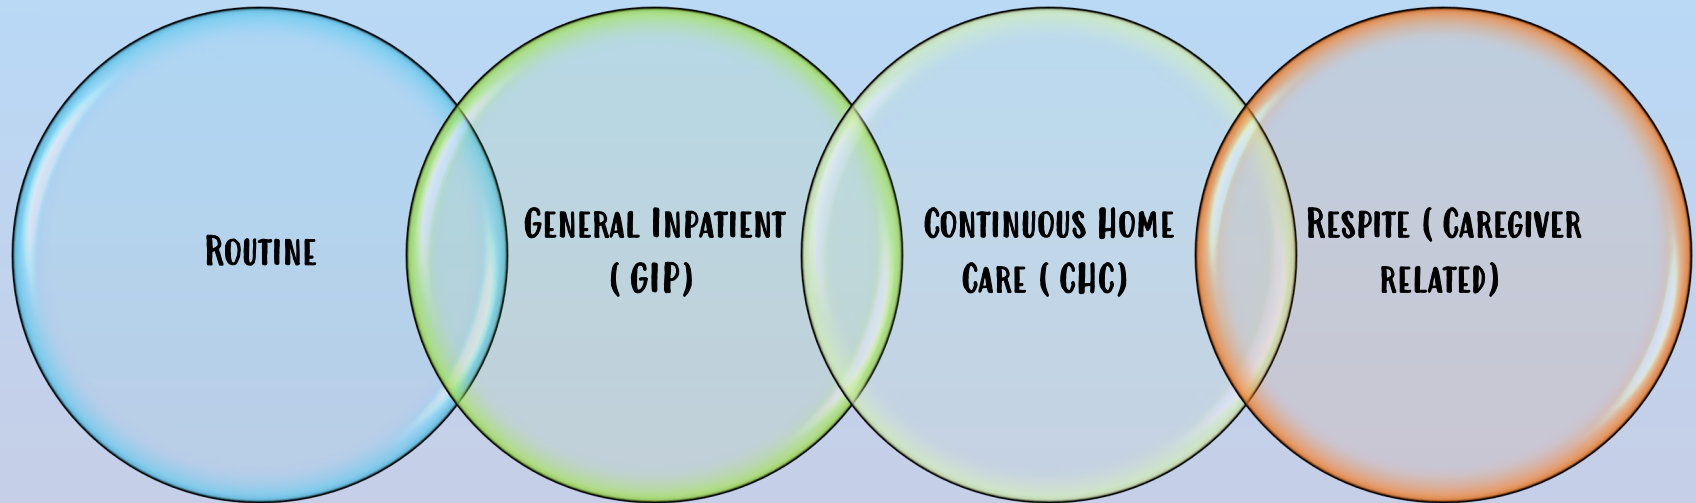 Routine
General Inpatient
( GIP)
Continuous Home
Care ( CHC)
Respite ( Caregiver
related)